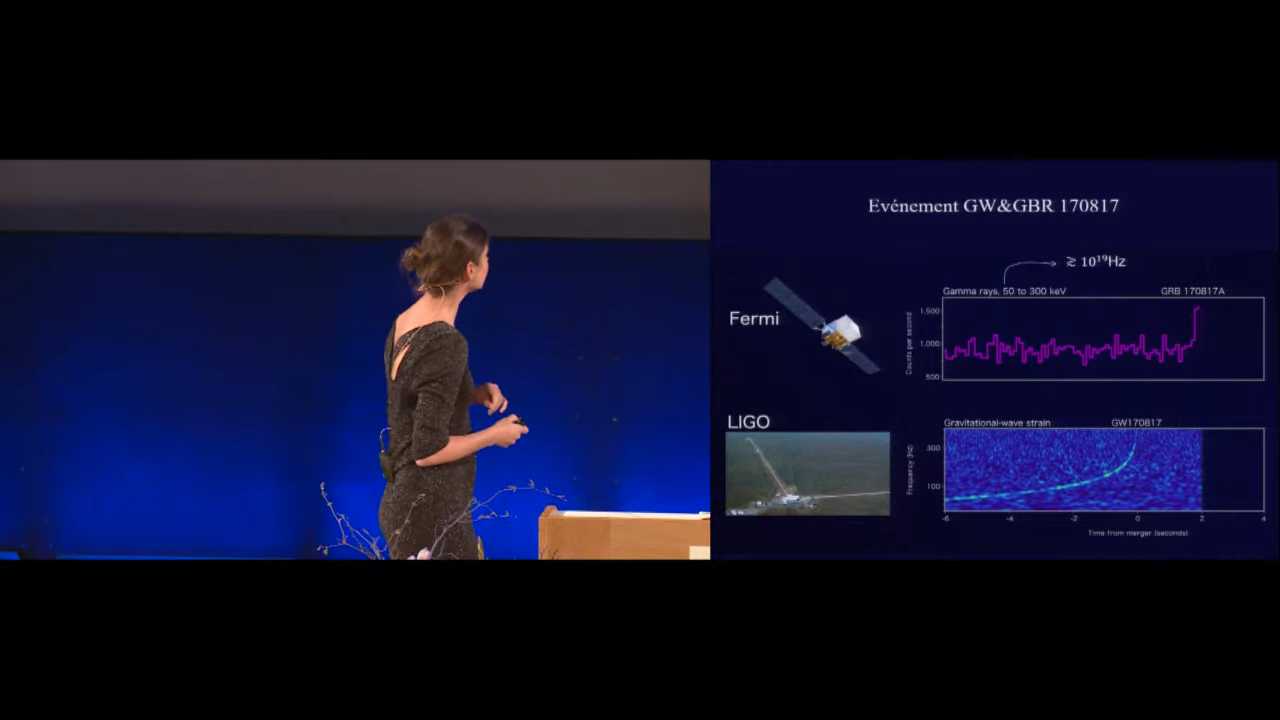 Evénement GW&GBR 170817
≳ 10¹⁹Hz
Gamma rays, 50 to 300 keV
GRB 170817A
Fermi
Counts per second
1,500
1,000
500
LIGO
Gravitational-wave strain
GW170817
Frequency (Hz)
300
100
-6 -4 -2 0 2 4
Time from merger (seconds)